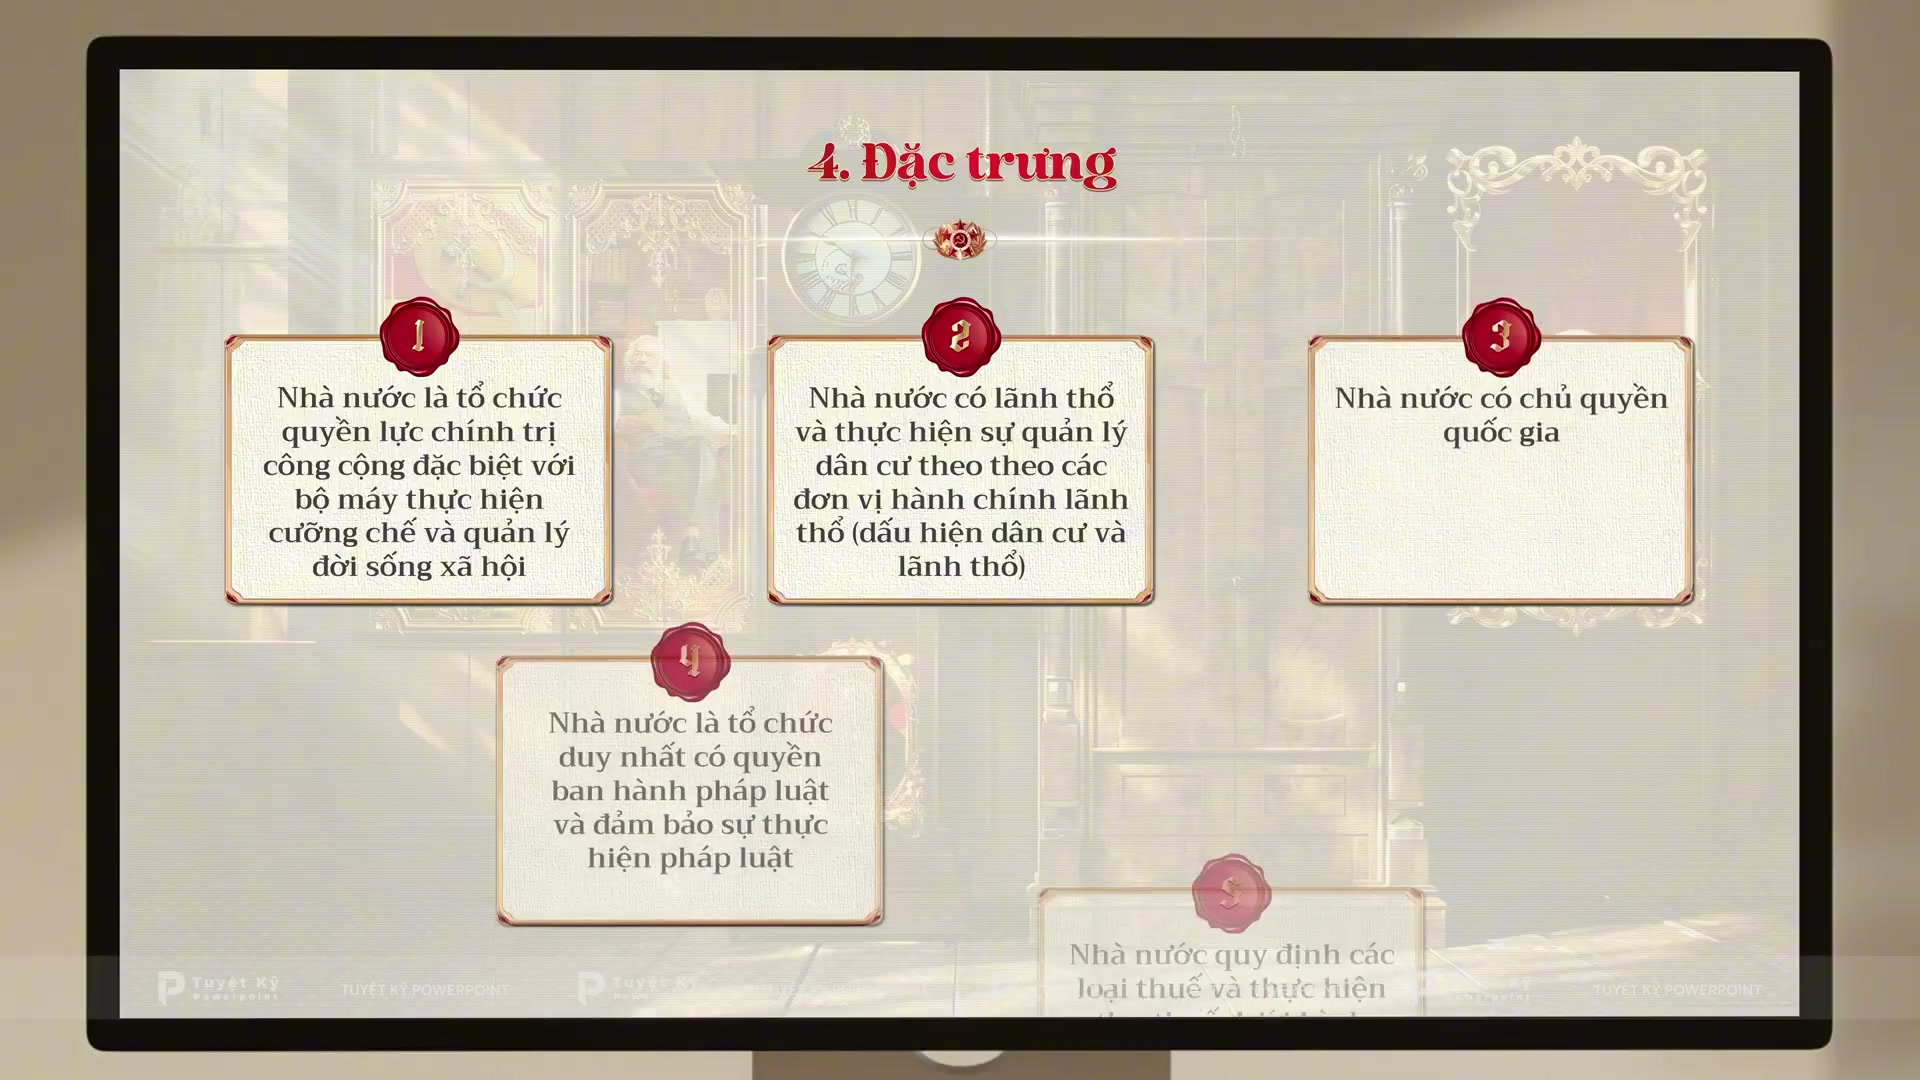 4. Đặc trưng
1
Nhà nước là tổ chức
quyền lực chính trị
công cộng đặc biệt với
bộ máy thực hiện
cưỡng chế và quản lý
đời sống xã hội
2
Nhà nước có lãnh thổ
và thực hiện sự quản lý
dân cư theo theo các
đơn vị hành chính lãnh
thổ (dấu hiện dân cư và
lãnh thổ)
3
Nhà nước có chủ quyền
quốc gia
4
Nhà nước là tổ chức
duy nhất có quyền
ban hành pháp luật
và đảm bảo sự thực
hiện pháp luật
5
Nhà nước quy định các
loại thuế và thực hiện
Tuyệt Kỹ
Powerpoint
TUYỆT KỸ POWERPOINT
TUYỆT KỸ POWERPOINT